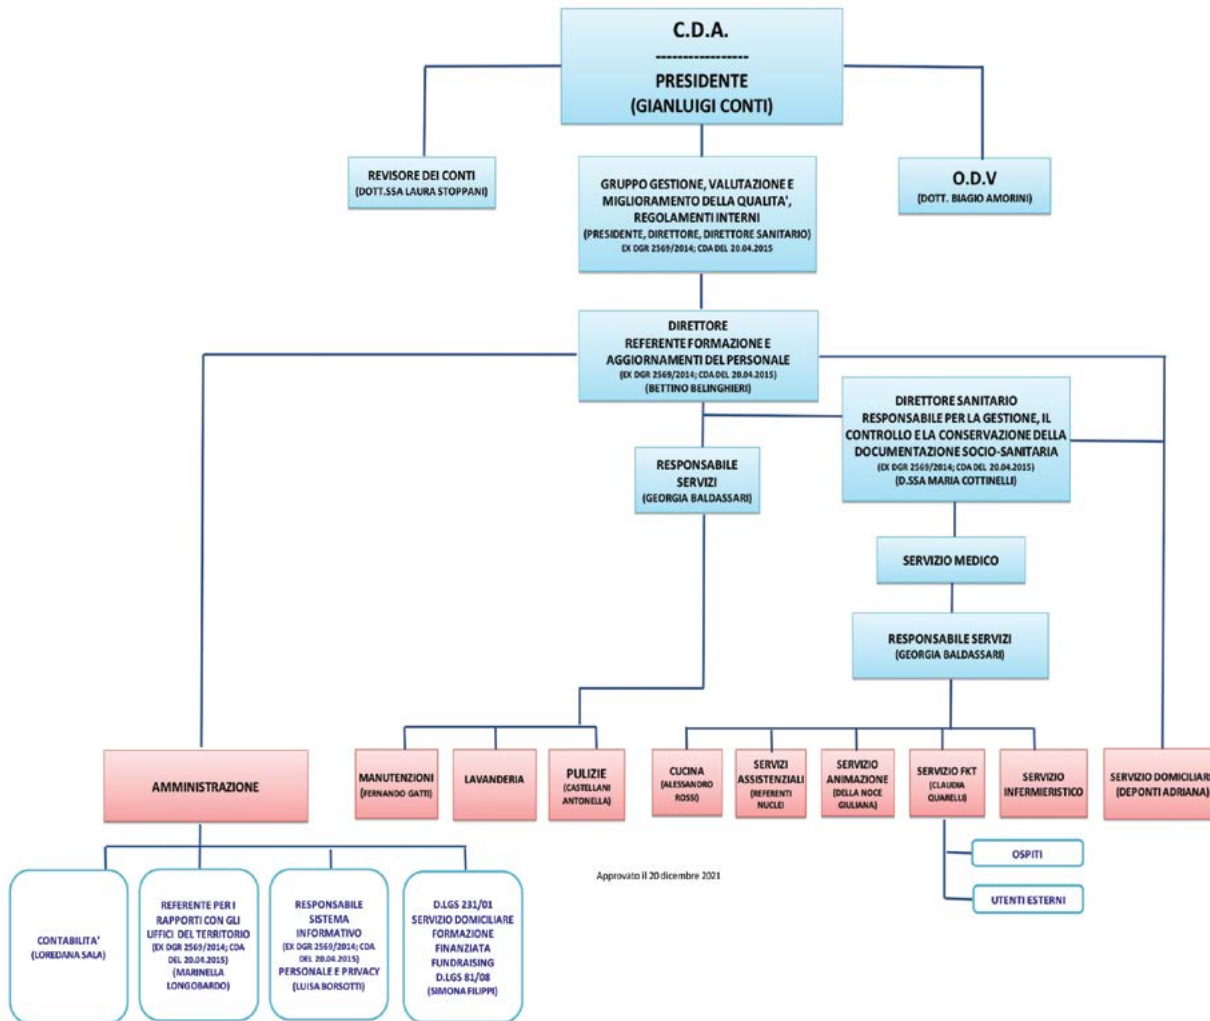 C.D.A.
-----------------
PRESIDENTE
(GIANLUIGI CONTI)
REVISORE DEI CONTI
(DOTT.SSA LAURA STOPPANI)
GRUPPO GESTIONE, VALUTAZIONE E
MIGLIORAMENTO DELLA QUALITA',
REGOLAMENTI INTERNI
(PRESIDENTE, DIRETTORE, DIRETTORE SANITARIO)
EX DGR 2569/2014; CDA DEL 20.04.2015
O.D.V
(DOTT. BIAGIO AMORINI)
DIRETTORE
REFERENTE FORMAZIONE E
AGGIORNAMENTI DEL PERSONALE
(EX DGR 2569/2014; CDA DEL 20.04.2015)
(BETTINO BELINGHIERI)
DIRETTORE SANITARIO
RESPONSABILE PER LA GESTIONE, IL
CONTROLLO E LA CONSERVAZIONE DELLA
DOCUMENTAZIONE SOCIO-SANITARIA
(EX DGR 2569/2014; CDA DEL 20.04.2015)
(D.SSA MARIA COTTINELLI)
RESPONSABILE
SERVIZI
(GEORGIA BALDASSARI)
SERVIZIO MEDICO
RESPONSABILE SERVIZI
(GEORGIA BALDASSARI)
AMMINISTRAZIONE
MANUTENZIONI
(FERNANDO GATTI)
LAVANDERIA
PULIZIE
(CASTELLANI
ANTONELLA)
CUCINA
(ALESSANDRO
ROSSI)
SERVIZI
ASSISTENZIALI
(REFERENTI
NUCLEI)
SERVIZIO
ANIMAZIONE
(DELLA NOCE
GIULIANA)
SERVIZIO FKT
(CLAUDIA
QUARELLI)
SERVIZIO
INFERMIERISTICO
SERVIZIO DOMICILIARE
(DEPONTI ADRIANA)
OSPITI
UTENTI ESTERNI
Approvato il 20 dicembre 2021
CONTABILITA'
(LOREDANA SALA)
REFERENTE PER I
RAPPORTI CON GLI
UFFICI DEL TERRITORIO
(EX DGR 2569/2014; CDA
DEL 20.04.2015)
(MARINELLA
LONGOBARDO)
RESPONSABILE
SISTEMA
INFORMATIVO
(EX DGR 2569/2014; CDA
DEL 20.04.2015)
PERSONALE E PRIVACY
(LUISA BORSOTTI)
D.LGS 231/01
SERVIZIO DOMICILIARE
FORMAZIONE
FINANZIATA
FUNDRAISING
D.LGS 81/08
(SIMONA FILIPPI)